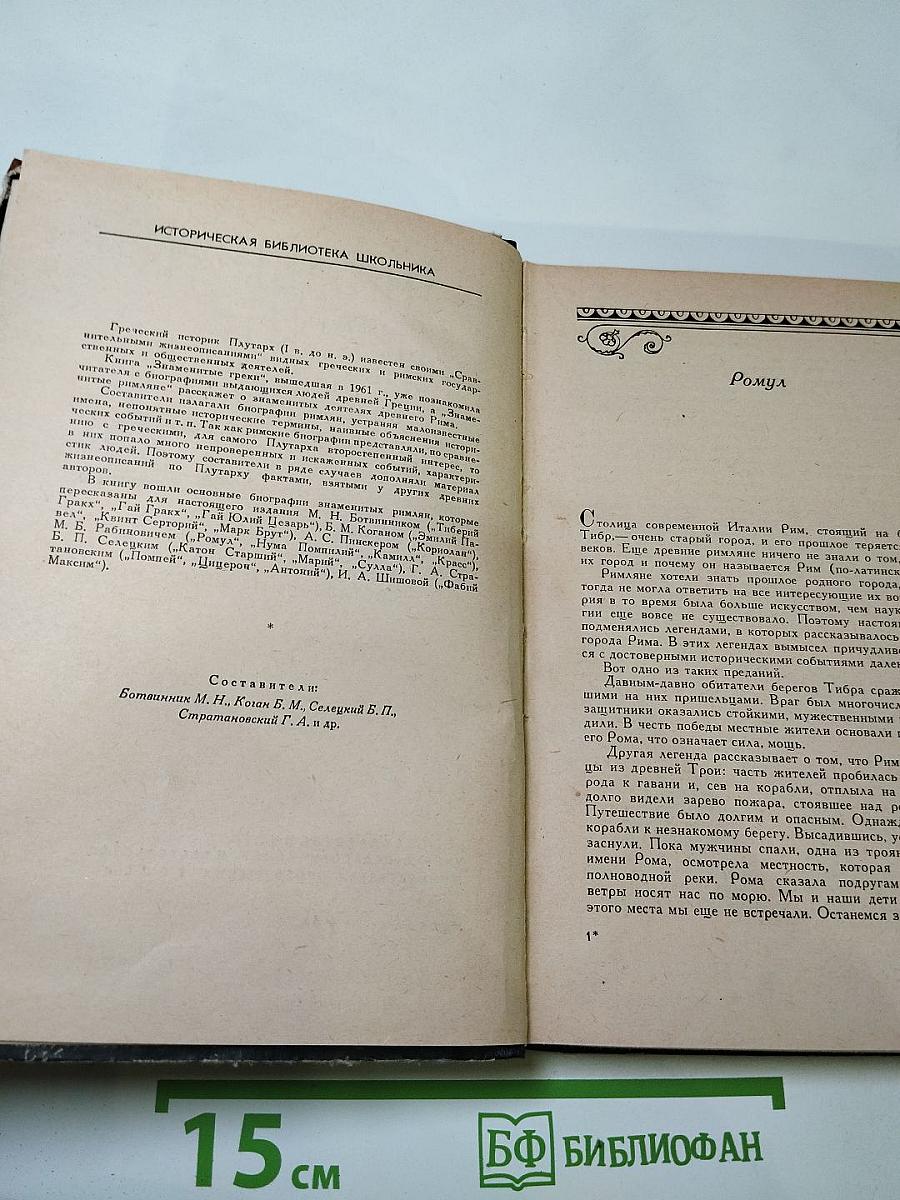 ИСТОРИЧЕСКАЯ БИБЛИОТЕКА ШКОЛЬНИКА
Греческий историк Плутарх (I в. до н. э.) известен своими „Срав-
нительными жизнеописаниями“ видных греческих и римских государ-
ственных и общественных деятелей.
Книга „Знаменитые греки“, вышедшая в 1961 г., уже познакомила
читателя с биографиями выдающихся людей древней Греции, а „Знаме-
нитые римляне“ расскажет о знаменитых деятелях древнего Рима.
Составители излагали биографии римлян, устраняя малоизвестные
имена, непонятные исторические термины, наивные объяснения истори-
ческих событий и т. п. Так как римские биографии представляли, по сравне-
нию с греческими, для самого Плутарха второстепенный интерес, то
в них попало много непроверенных и искаженных событий, характери-
стик людей. Поэтому составители в ряде случаев дополняли материал
жизнеописаний по Плутарху фактами, взятыми у других древних
авторов.
В книгу вошли основные биографии знаменитых римлян, которые
пересказаны для настоящего издания М. Н. Ботвинником („Тиберий
Гракх“, „Гай Гракх“, „Гай Юлий Цезарь“), Б. М. Коганом („Эмилий Па-
вел“, „Квинт Серторий“, „Марк Брут“), А. С. Пинскером („Кориолан“),
М. Б. Рабиновичем („Ромул“, „Нума Помпилий“, „Камилл“, „Красс“),
Б. П. Селецким („Катон Старший“, „Марий“, „Сулла“), Г. А. Стра-
тановским („Помпей“, „Цицерон“, „Антоний“), И. А. Шишовой („Фабий
Максим“).
*
Составители:
Ботвинник М. Н., Коган Б. М., Селецкий Б. П.,
Стратановский Г. А. и др.
Ромул
Столица современной Италии Рим, стоящий на б
Тибр,— очень старый город, и его прошлое теряетс
веков. Еще древние римляне ничего не знали о том,
их город и почему он называется Рим (по-латинск
Римляне хотели знать прошлое родного города,
тогда не могла ответить на все интересующие их во
рия в то время была больше искусством, чем наук
гии еще вовсе не существовало. Поэтому настоя
подменялись легендами, в которых рассказывалось
города Рима. В этих легендах вымысел причудлив
ся с достоверными историческими событиями дален
Вот одно из таких преданий.
Давным-давно обитатели берегов Тибра сраж
шими на них пришельцами. Враг был многочисл
защитники оказались стойкими, мужественными
дили. В честь победы местные жители основали г
его Рома, что означает сила, мощь.
Другая легенда рассказывает о том, что Рим
цы из древней Трои: часть жителей пробилась
рода к гавани и, сев на корабли, отплыла на
долго видели зарево пожара, стоявшее над ро
Путешествие было долгим и опасным. Однаж
корабли к незнакомому берегу. Высадившись, ус
заснули. Пока мужчины спали, одна из троян
имени Рома, осмотрела местность, которая
полноводной реки. Рома сказала подругам
ветры носят нас по морю. Мы и наши дети
этого места мы еще не встречали. Останемся з
1*
15 см
БФ БИБЛИОФАН